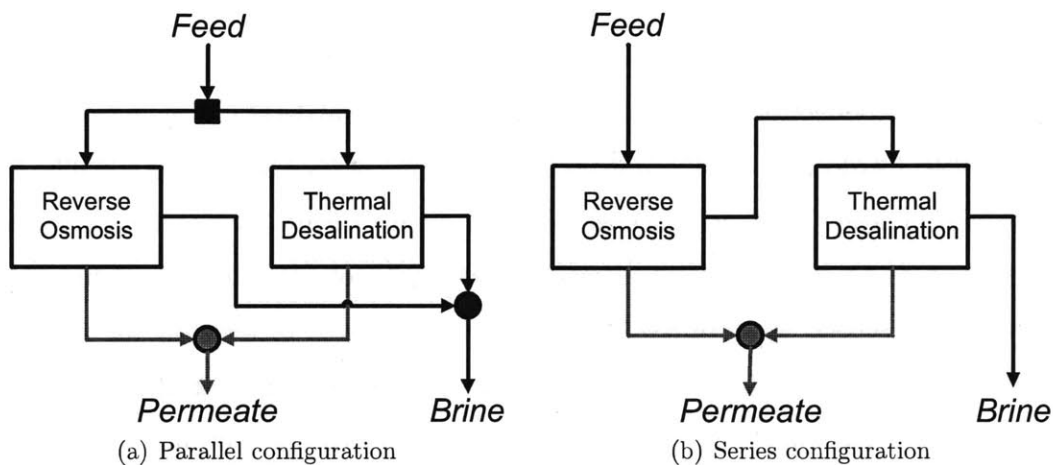 Feed
Reverse
Osmosis
Thermal
Desalination
Permeate
Brine
(a) Parallel configuration
Feed
Reverse
Osmosis
Thermal
Desalination
Permeate
Brine
(b) Series configuration